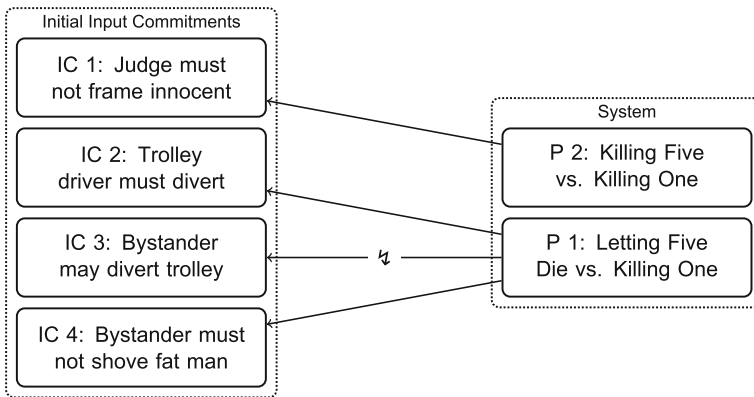 Initial Input Commitments
IC 1: Judge must
not frame innocent
IC 2: Trolley
driver must divert
IC 3: Bystander
may divert trolley
IC 4: Bystander must
not shove fat man
System
P 2: Killing Five
vs. Killing One
P 1: Letting Five
Die vs. Killing One